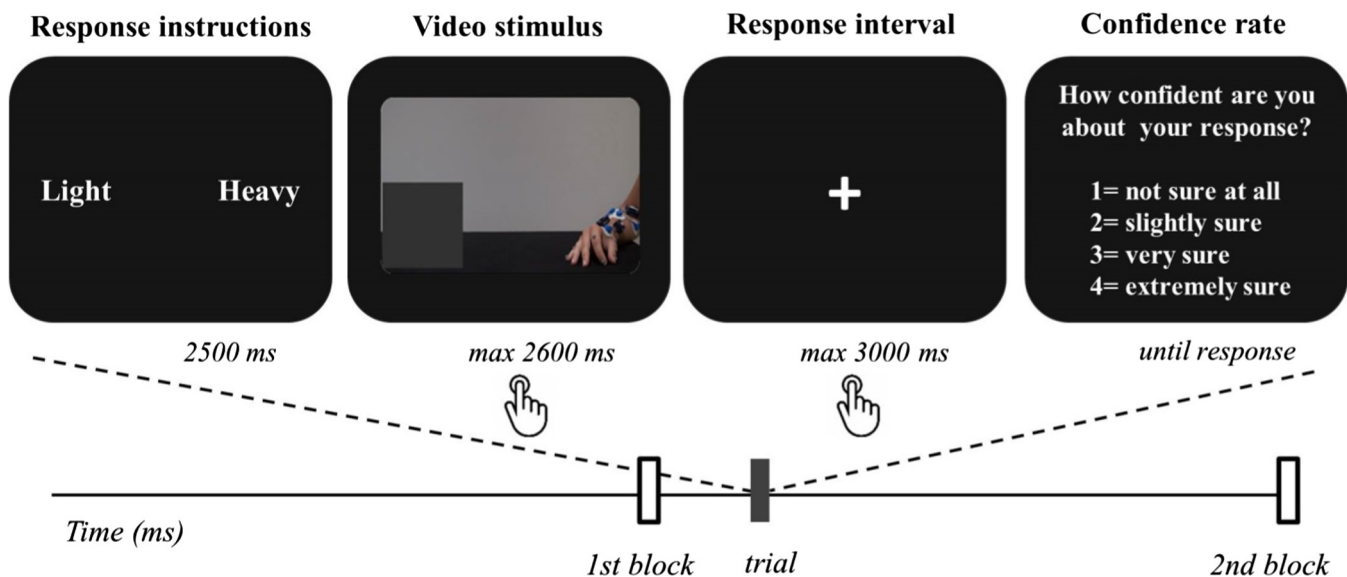 Response instructions
Video stimulus
Response interval
Confidence rate
Light
Heavy
+
How confident are you
about your response?
1= not sure at all
2= slightly sure
3= very sure
4= extremely sure
2500 ms
max 2600 ms
max 3000 ms
until response
Time (ms)
1st block
trial
2nd block